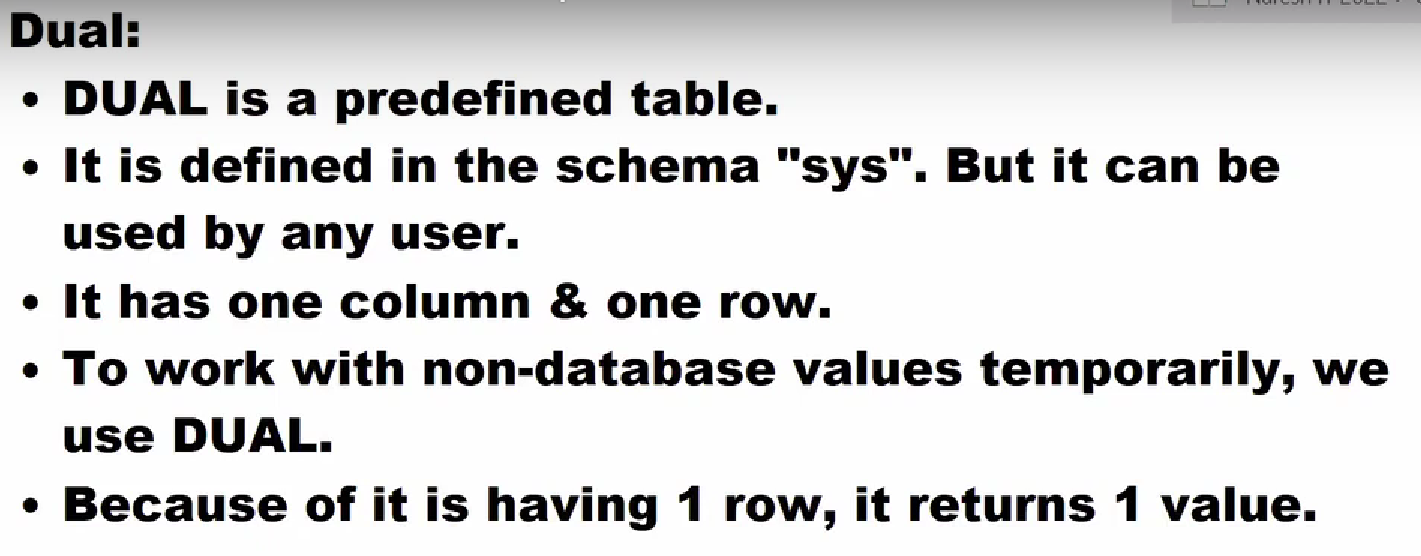 Dual:
• DUAL is a predefined table.
• It is defined in the schema "sys". But it can be
used by any user.
• It has one column & one row.
• To work with non-database values temporarily, we
use DUAL.
• Because of it is having 1 row, it returns 1 value.